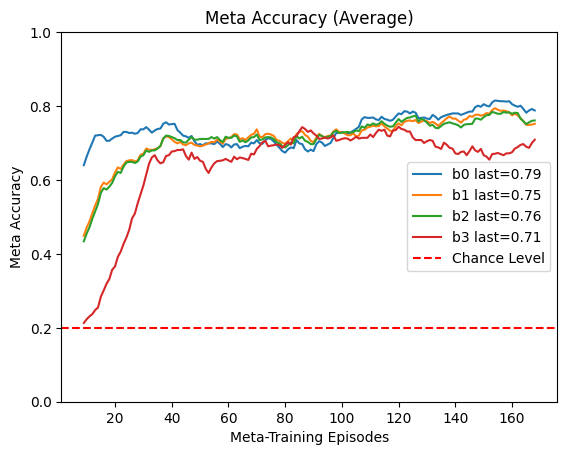 Meta Accuracy (Average)
Meta Accuracy
1.0
0.8
0.6
0.4
0.2
0.0
b0 last=0.79
b1 last=0.75
b2 last=0.76
b3 last=0.71
Chance Level
20 40 60 80 100 120 140 160
Meta-Training Episodes